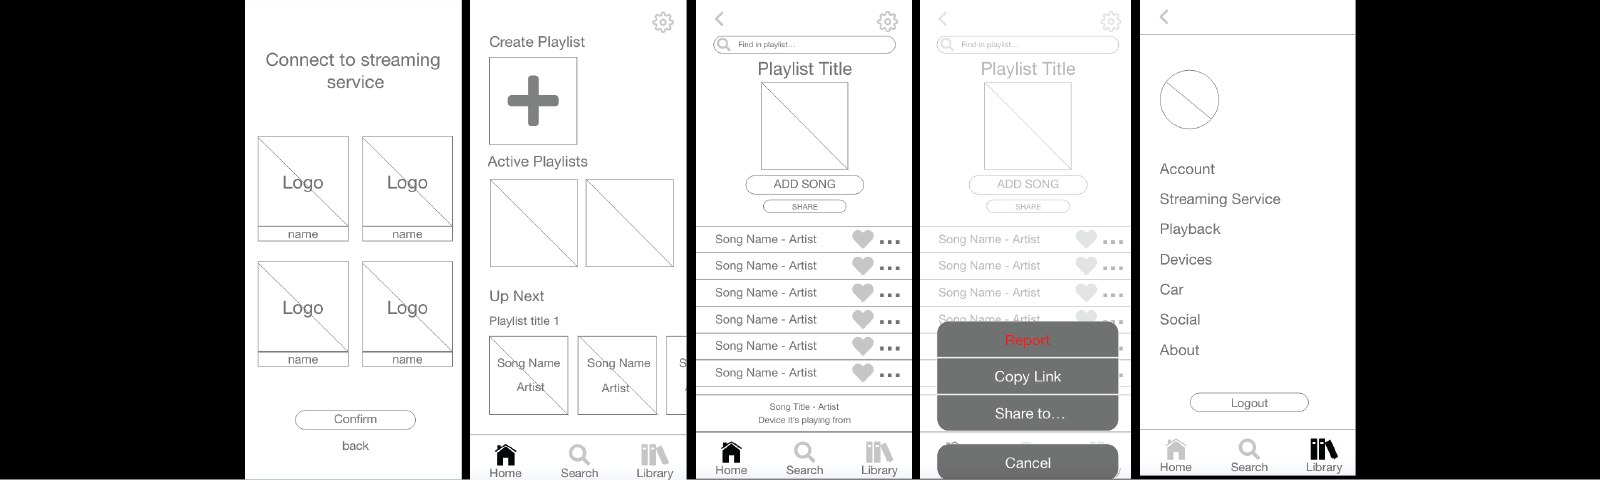 Connect to streaming
service
Logo
Logo
name
name
Logo
Logo
name
name
Confirm
back
Create Playlist
Active Playlists
Up Next
Playlist title 1
Song Name
Artist
Song Name
Artist
S
Home
Search
Library
Find in playlist...
Playlist Title
ADD SONG
SHARE
Song Name - Artist
Song Name - Artist
Song Name - Artist
Song Name - Artist
Song Name - Artist
Song Name - Artist
Song Title - Artist
Device it's playing from
Home
Search
Library
Find in playlist...
Playlist Title
ADD SONG
SHARE
Song Name - Artist
Song Name - Artist
Song Name - Artist
Song Name - Artist
Report
Copy Link
Share to...
Cancel
Account
Streaming Service
Playback
Devices
Car
Social
About
Logout
Home
Search
Library